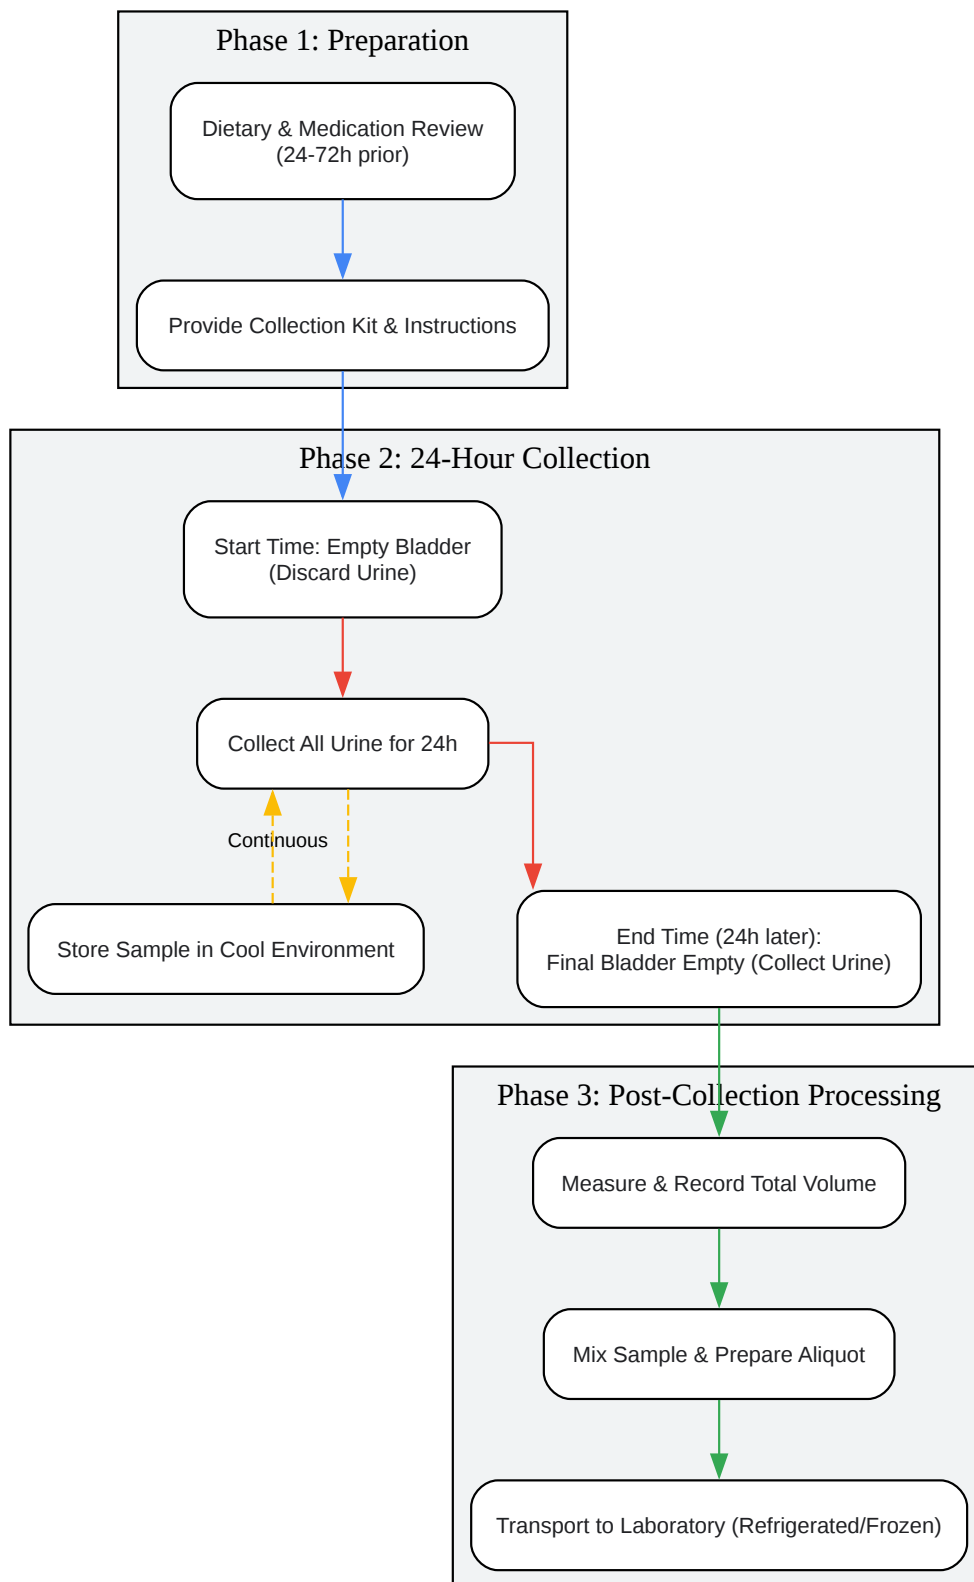 Phase 1: Preparation
Dietary & Medication Review
(24-72h prior)
Provide Collection Kit & Instructions
Phase 2: 24-Hour Collection
Start Time: Empty Bladder
(Discard Urine)
Collect All Urine for 24h
Continuous
Store Sample in Cool Environment
End Time (24h later):
Final Bladder Empty (Collect Urine)
Phase 3: Post-Collection Processing
Measure & Record Total Volume
Mix Sample & Prepare Aliquot
Transport to Laboratory (Refrigerated/Frozen)